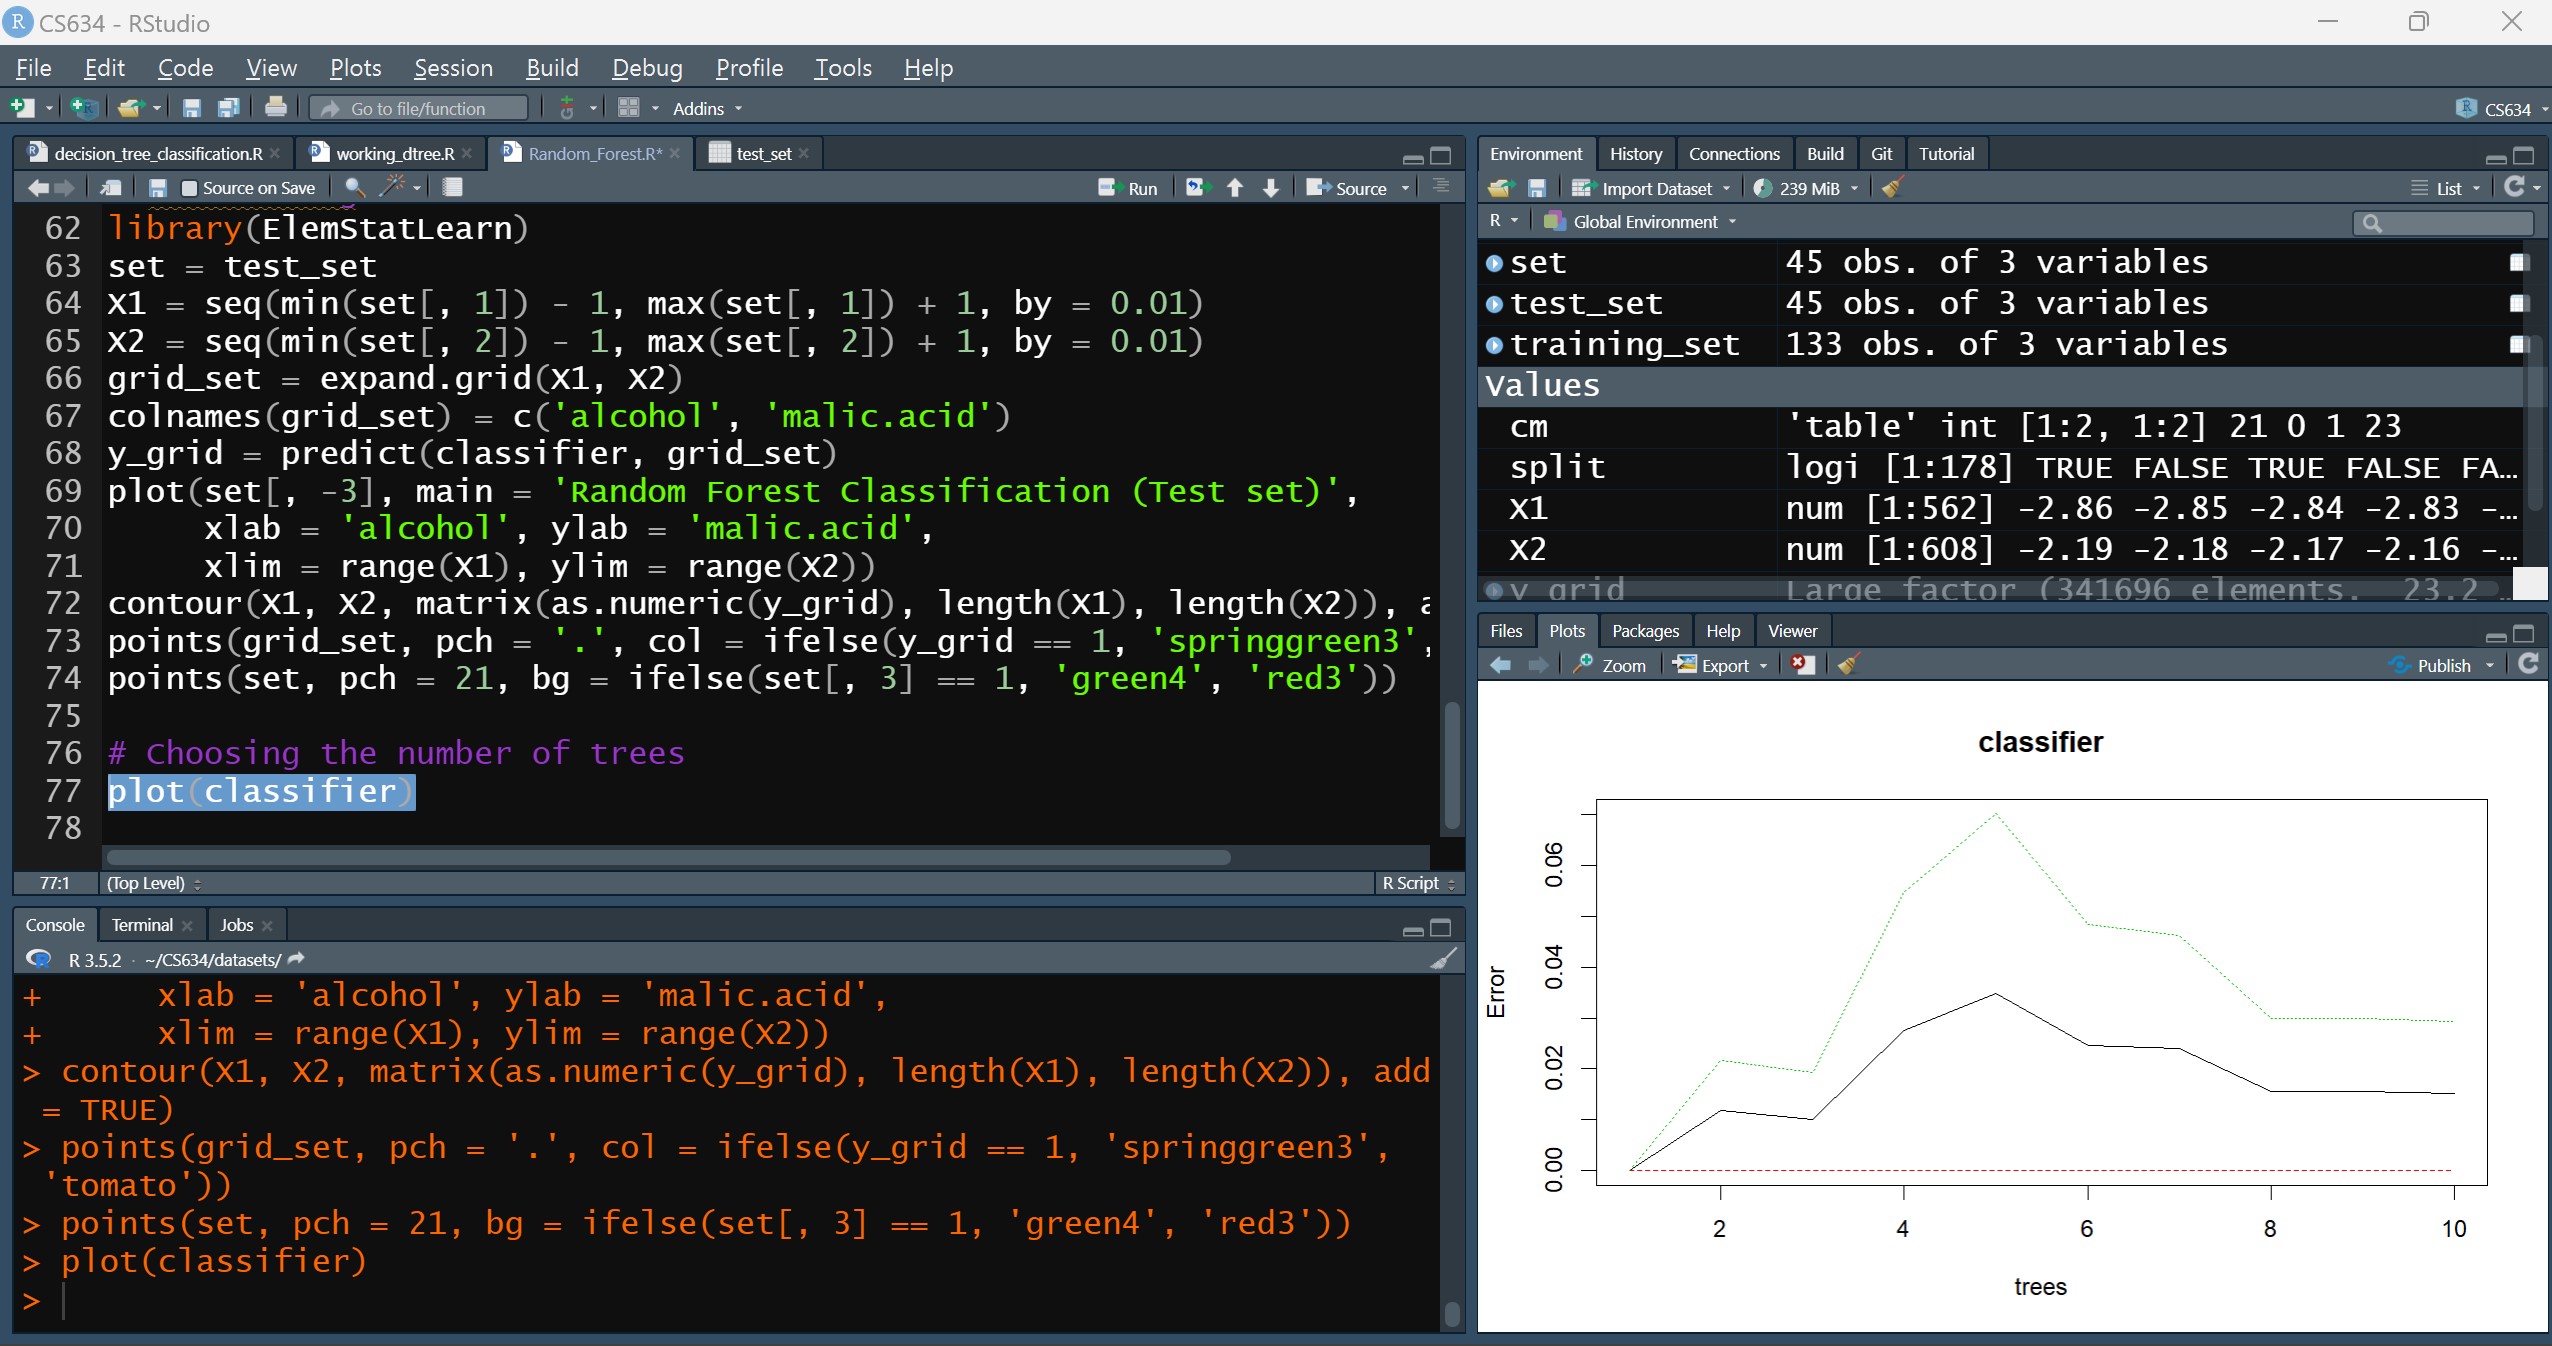 CS634 - RStudio
File Edit Code View Plots Session Build Debug Profile Tools Help
Go to file/function Addins CS634
decision_tree_classification.R working_dtree.R Random_Forest.R* test_set
Source on Save Run Source
62 library(ElemStatLearn)
63 set = test_set
64 X1 = seq(min(set[, 1]) - 1, max(set[, 1]) + 1, by = 0.01)
65 X2 = seq(min(set[, 2]) - 1, max(set[, 2]) + 1, by = 0.01)
66 grid_set = expand.grid(X1, X2)
67 colnames(grid_set) = c('alcohol', 'malic.acid')
68 y_grid = predict(classifier, grid_set)
69 plot(set[, -3], main = 'Random Forest Classification (Test set)',
70 xlab = 'alcohol', ylab = 'malic.acid',
71 xlim = range(X1), ylim = range(X2))
72 contour(X1, X2, matrix(as.numeric(y_grid), length(X1), length(X2)),
73 points(grid_set, pch = '.', col = ifelse(y_grid == 1, 'springgreen3',
74 points(set, pch = 21, bg = ifelse(set[, 3] == 1, 'green4', 'red3'))
75
76 # Choosing the number of trees
77 plot(classifier)
78
77:1 (Top Level) R Script
Console Terminal Jobs
R 3.5.2 · ~/CS634/datasets/
+ xlab = 'alcohol', ylab = 'malic.acid',
+ xlim = range(X1), ylim = range(X2))
> contour(X1, X2, matrix(as.numeric(y_grid), length(X1), length(X2)), add
= TRUE)
> points(grid_set, pch = '.', col = ifelse(y_grid == 1, 'springgreen3',
'tomato'))
> points(set, pch = 21, bg = ifelse(set[, 3] == 1, 'green4', 'red3'))
> plot(classifier)
>
Environment History Connections Build Git Tutorial
Import Dataset 239 MiB List
R Global Environment
set 45 obs. of 3 variables
test_set 45 obs. of 3 variables
training_set 133 obs. of 3 variables
Values
cm 'table' int [1:2, 1:2] 21 0 1 23
split logi [1:178] TRUE FALSE TRUE FALSE FA…
X1 num [1:562] -2.86 -2.85 -2.84 -2.83 -…
X2 num [1:608] -2.19 -2.18 -2.17 -2.16 -…
y_grid Large factor (341696 elements, 23.2 …
Files Plots Packages Help Viewer
Zoom Export Publish
classifier
Error
0.06
0.04
0.02
0.00
2 4 6 8 10
trees